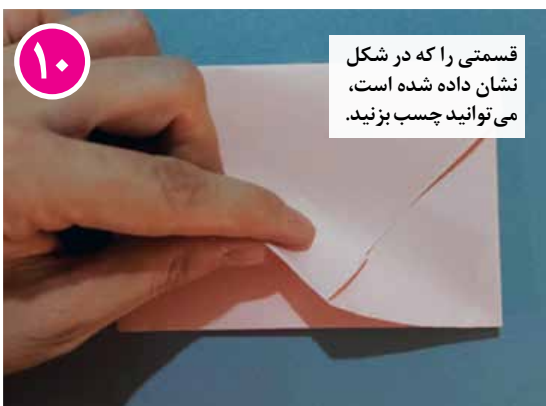 ۱۰
قسمتی را که در شکل
نشان داده شده است،
می‌توانید چسب بزنید.